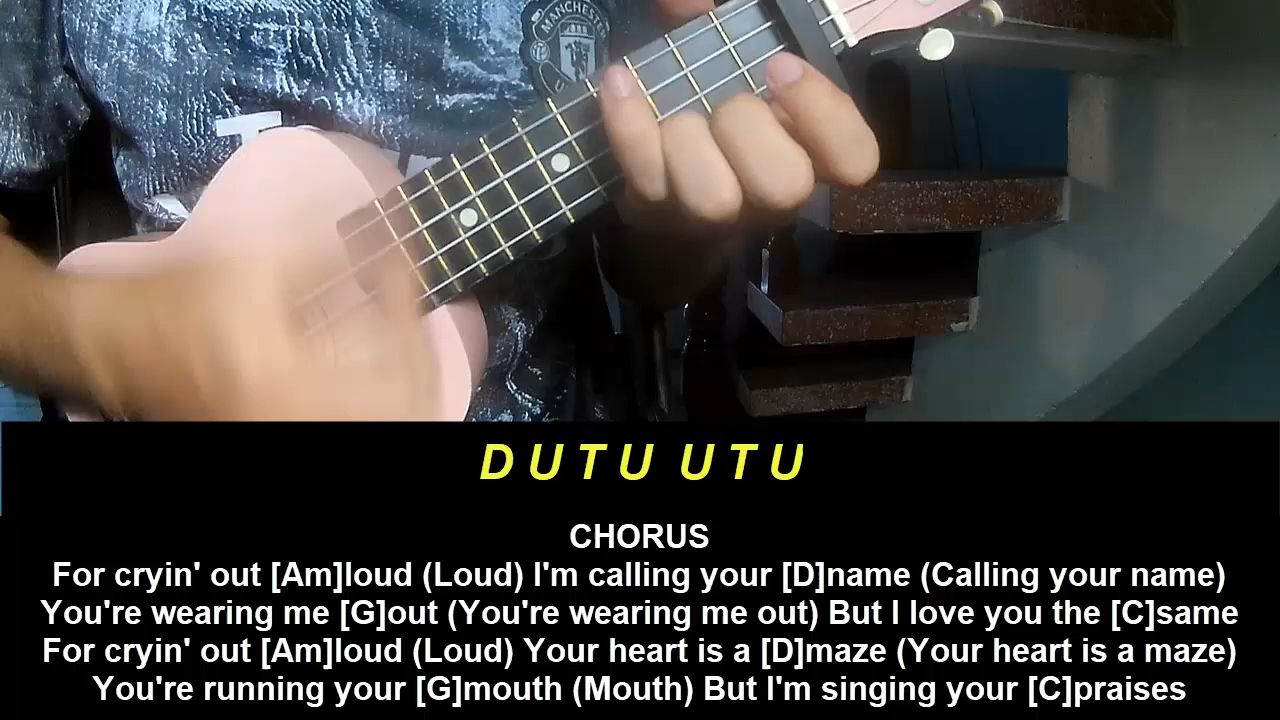 MANCHESTER
T
D U T U U T U
CHORUS
For cryin' out [Am]loud (Loud) I'm calling your [D]name (Calling your name)
You're wearing me [G]out (You're wearing me out) But I love you the [C]same
For cryin' out [Am]loud (Loud) Your heart is a [D]maze (Your heart is a maze)
You're running your [G]mouth (Mouth) But I'm singing your [C]praises